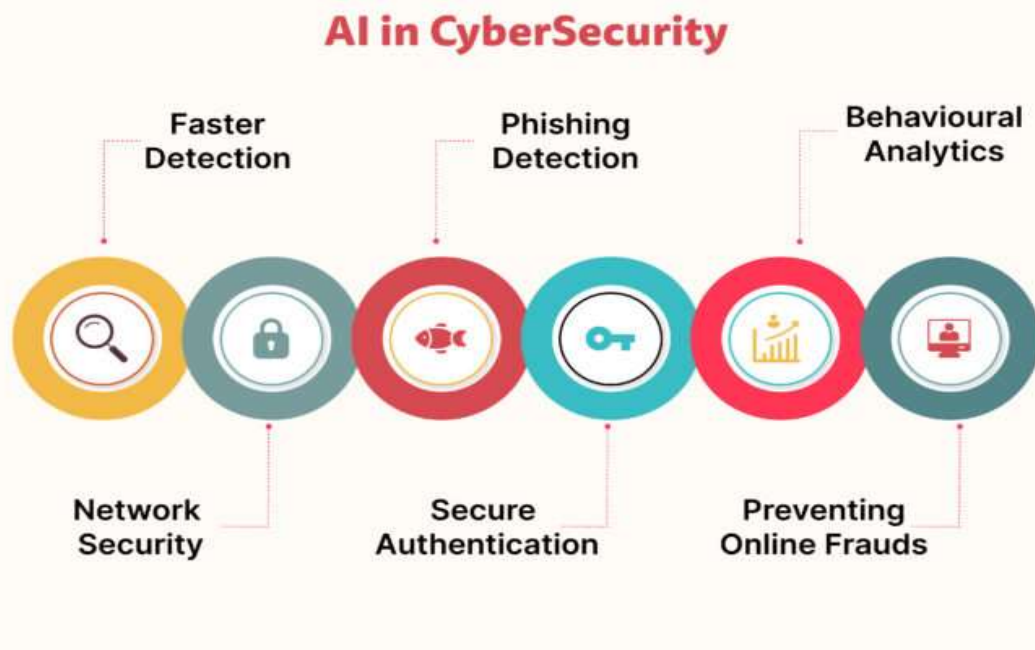 AI in CyberSecurity
Faster
Detection
Phishing
Detection
Behavioural
Analytics
Network
Security
Secure
Authentication
Preventing
Online Frauds